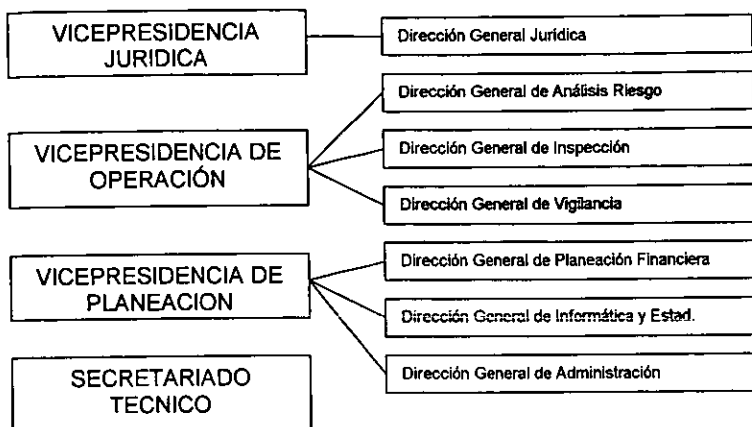 VICEPRESIDENCIA
JURIDICA
Dirección General Jurídica
VICEPRESIDENCIA DE
OPERACIÓN
Dirección General de Análisis Riesgo
Dirección General de Inspección
Dirección General de Vigilancia
VICEPRESIDENCIA DE
PLANEACION
Dirección General de Planeación Financiera
Dirección General de Informática y Estad.
Dirección General de Administración
SECRETARIADO
TECNICO